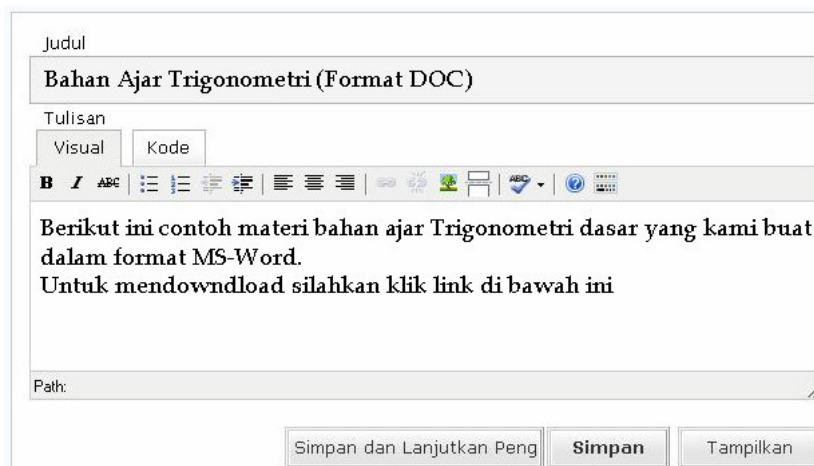 Judul
Bahan Ajar Trigonometri (Format DOC)
Tulisan
Visual Kode
B I ABC ABC
Berikut ini contoh materi bahan ajar Trigonometri dasar yang kami buat
dalam format MS-Word.
Untuk mendowndload silahkan klik link di bawah ini
Path:
Simpan dan Lanjutkan Peng Simpan Tampilkan